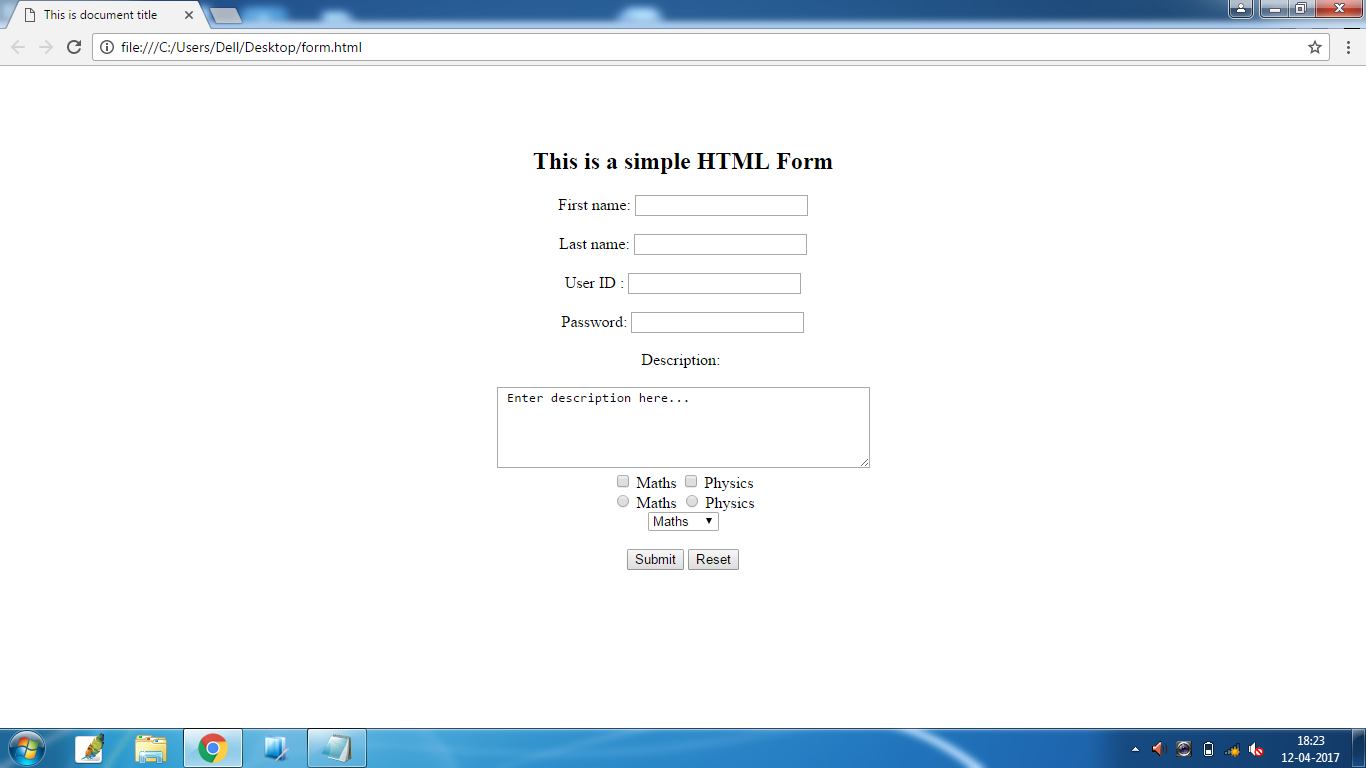 This is document title
file:///C:/Users/Dell/Desktop/form.html
This is a simple HTML Form
First name:
Last name:
User ID :
Password:
Description:
Enter description here...
Maths Physics
Maths Physics
Maths
Submit Reset
18:23
12-04-2017